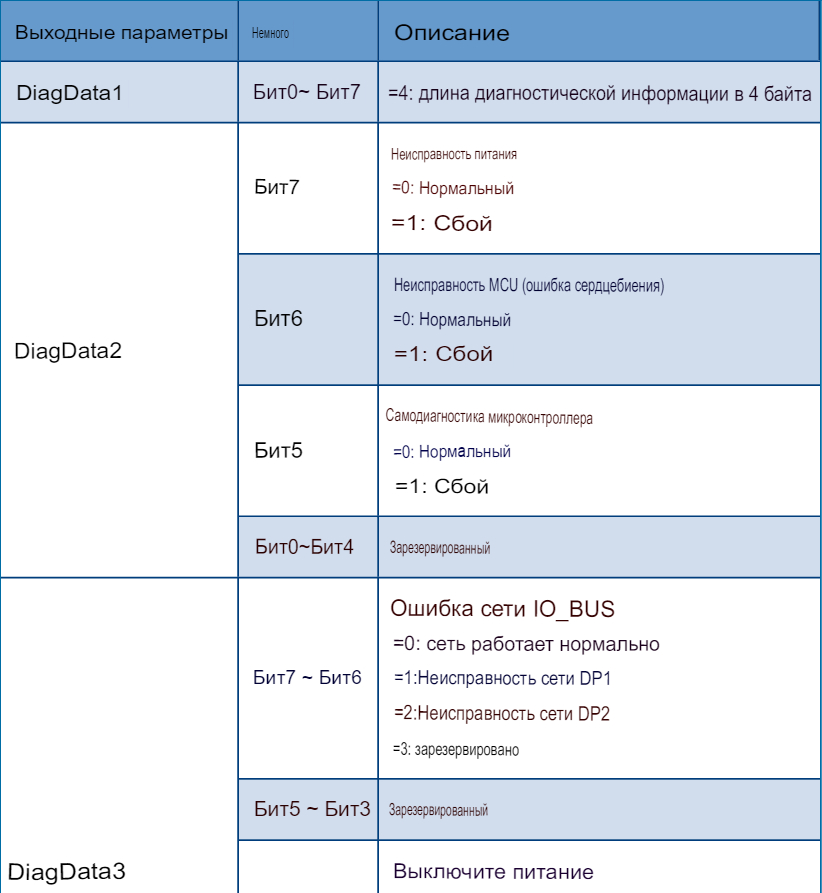 Выходные параметры Немного Описание
DiagData1 Бит0~ Бит7 =4: длина диагностической информации в 4 байта
DiagData2
Бит7
Неисправность питания
=0: Нормальный
=1: Сбой
Бит6
Неисправность MCU (ошибка сердцебиения)
=0: Нормальный
=1: Сбой
Бит5
Самодиагностика микроконтроллера
=0: Нормальный
=1: Сбой
Бит0~Бит4 Зарезервированный
DiagData3
Бит7 ~ Бит6
Ошибка сети IO_BUS
=0: сеть работает нормально
=1:Неисправность сети DP1
=2:Неисправность сети DP2
=3: зарезервировано
Бит5 ~ Бит3 Зарезервированный
Выключите питание